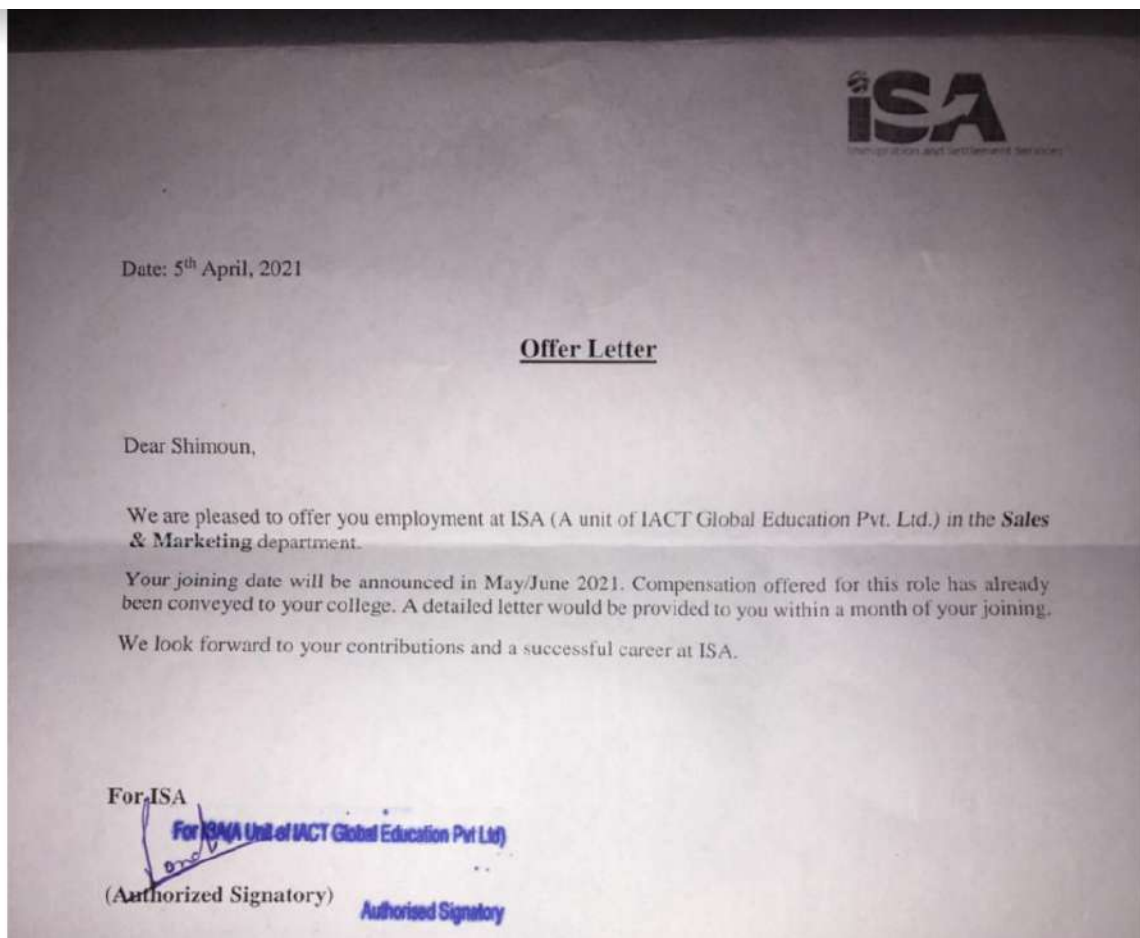 iSA
Immigration and Settlement Services
Date: 5th April, 2021
Offer Letter
Dear Shimoun,
We are pleased to offer you employment at ISA (A unit of IACT Global Education Pvt. Ltd.) in the Sales
& Marketing department.
Your joining date will be announced in May/June 2021. Compensation offered for this role has already
been conveyed to your college. A detailed letter would be provided to you within a month of your joining.
We look forward to your contributions and a successful career at ISA.
For ISA
For ISA(A Unit of IACT Global Education Pvt Ltd)
(Authorized Signatory)
Authorised Signatory